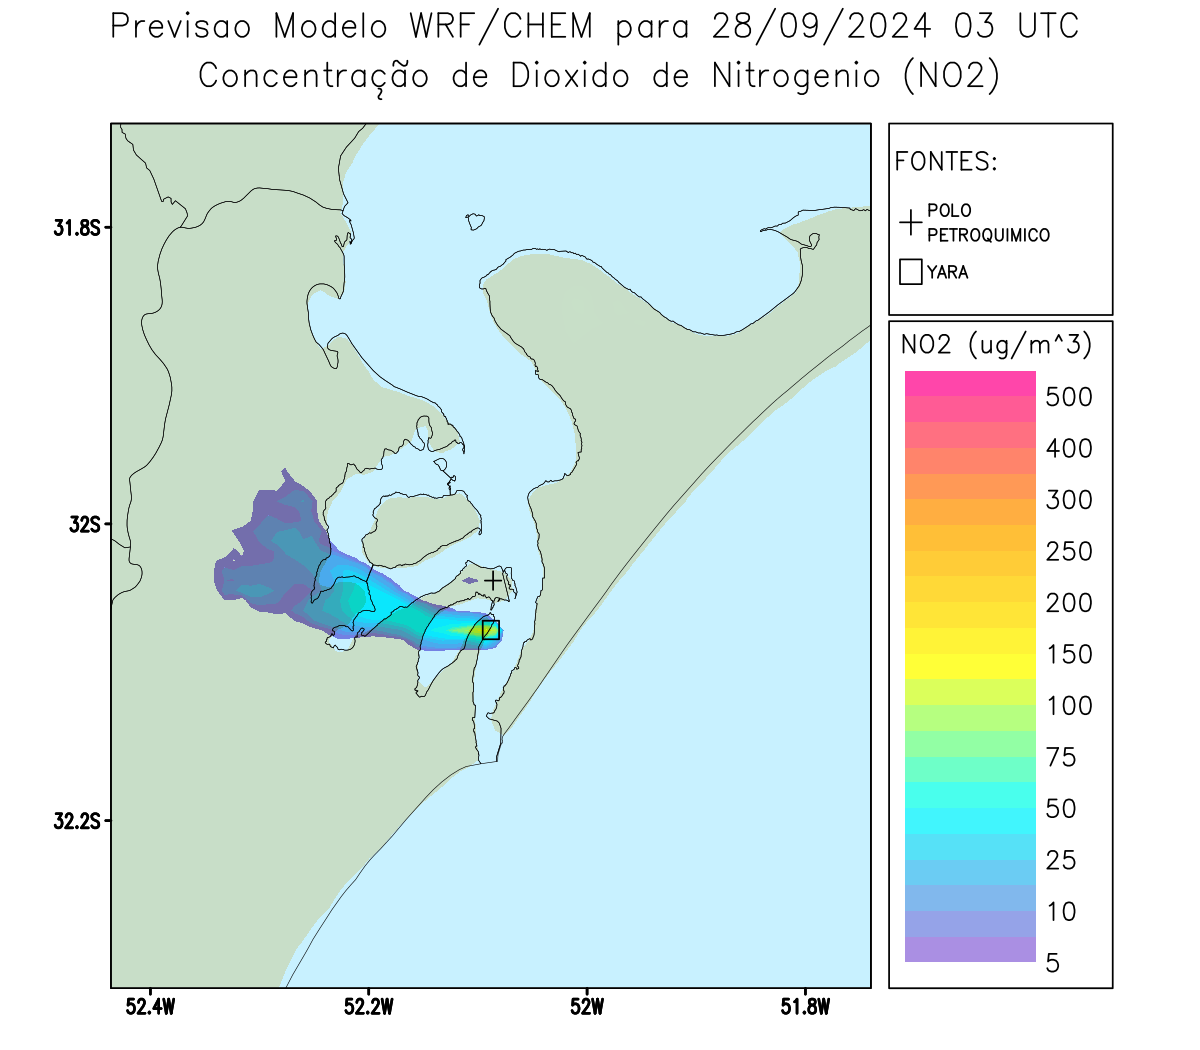 Previsao Modelo WRF/CHEM para 28/09/2024 03 UTC
Concentração de Dioxido de Nitrogenio (NO2)
FONTES:
POLO
PETROQUIMICO
YARA
NO2 (ug/m^3)
500
400
300
250
200
150
100
75
50
25
10
5
31.8S
32S
32.2S
52.4W
52.2W
52W
51.8W